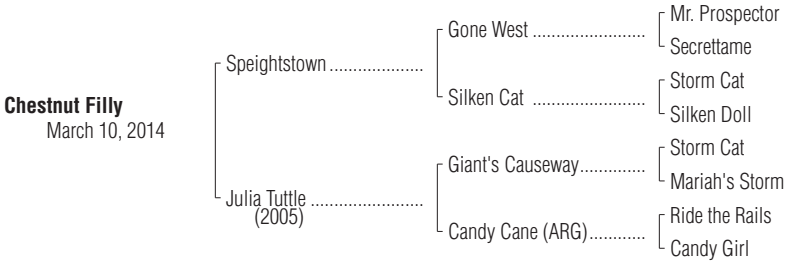 Mr. Prospector
Gone West ........................
Secrettame
Speightstown ....................
Storm Cat
Silken Cat ........................
Silken Doll
Chestnut Filly
March 10, 2014
Storm Cat
Giant's Causeway..............
Mariah's Storm
Julia Tuttle ........................
(2005)
Ride the Rails
Candy Cane (ARG)............
Candy Girl